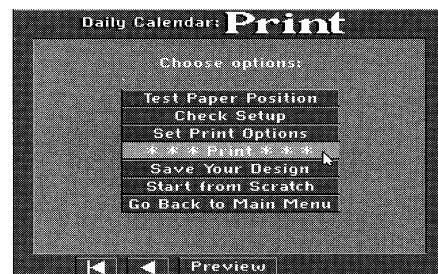 Daily Calendar: Print
Choose options:
Test Paper Position
Check Setup
Set Print Options
* * * Print * * *
Save Your Design
Start from Scratch
Go Back to Main Menu
Preview